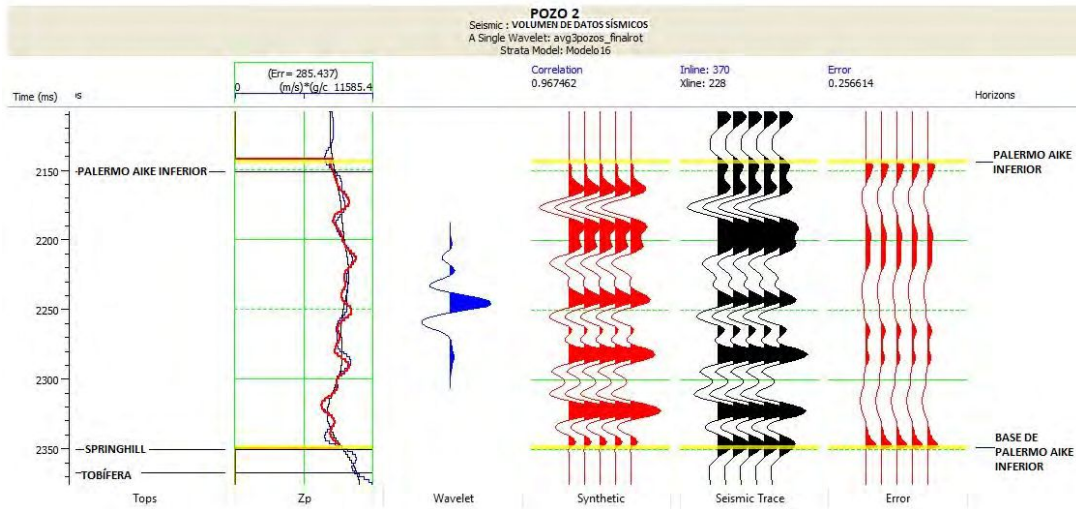 POZO 2
Seismic : VOLUMEN DE DATOS SÍSMICOS
A Single Wavelet: avg3pozos_finalrot
Strata Model: Modelo16
(Err= 285.437)
0 (m/s)*(g/c 11585.4
Correlation
0.967462
Inline: 370
Xline: 228
Error
0.256614
Time (ms)
Horizons
2150
2200
2250
2300
2350
PALERMO AIKE INFERIOR
SPRINGHILL
TOBÍFERA
PALERMO AIKE
INFERIOR
BASE DE
PALERMO AIKE
INFERIOR
Tops
Zp
Wavelet
Synthetic
Seismic Trace
Error